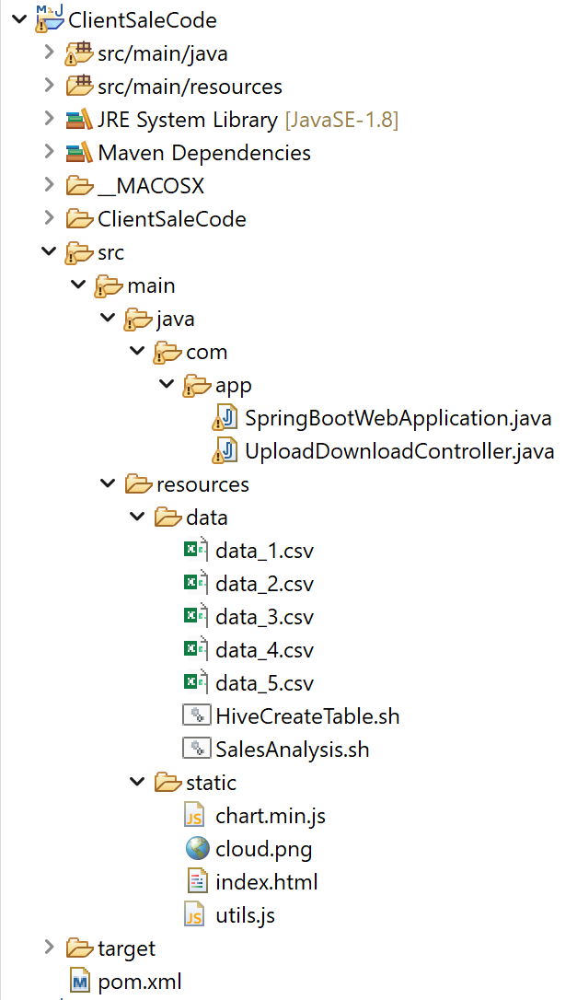 ClientSaleCode
src/main/java
src/main/resources
JRE System Library [JavaSE-1.8]
Maven Dependencies
__MACOSX
ClientSaleCode
src
main
java
com
app
SpringBootWebApplication.java
UploadDownloadController.java
resources
data
data_1.csv
data_2.csv
data_3.csv
data_4.csv
data_5.csv
HiveCreateTable.sh
SalesAnalysis.sh
static
chart.min.js
cloud.png
index.html
utils.js
target
pom.xml